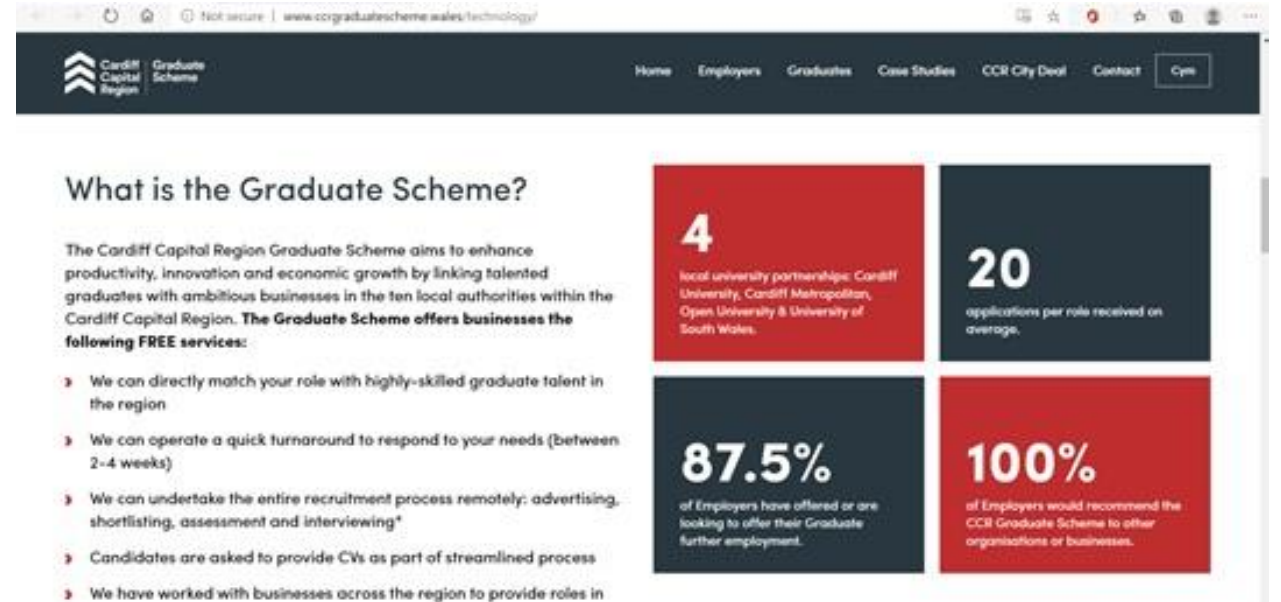 Not secure | www.ccrgraduatescheme.wales/technology/
Cardiff
Capital
Region
Graduate
Scheme
Home Employers Graduates Case Studies CCR City Deal Contact Cym
What is the Graduate Scheme?
The Cardiff Capital Region Graduate Scheme aims to enhance
productivity, innovation and economic growth by linking talented
graduates with ambitious businesses in the ten local authorities within the
Cardiff Capital Region. The Graduate Scheme offers businesses the
following FREE services:
We can directly match your role with highly-skilled graduate talent in
the region
We can operate a quick turnaround to respond to your needs (between
2-4 weeks)
We can undertake the entire recruitment process remotely: advertising,
shortlisting, assessment and interviewing*
Candidates are asked to provide CVs as part of streamlined process
We have worked with businesses across the region to provide roles in
4
local university partnerships: Cardiff
University, Cardiff Metropolitan,
Open University & University of
South Wales.
20
applications per role received on
average.
87.5%
of Employers have offered or are
looking to offer their Graduate
further employment.
100%
of Employers would recommend the
CCR Graduate Scheme to other
organisations or businesses.